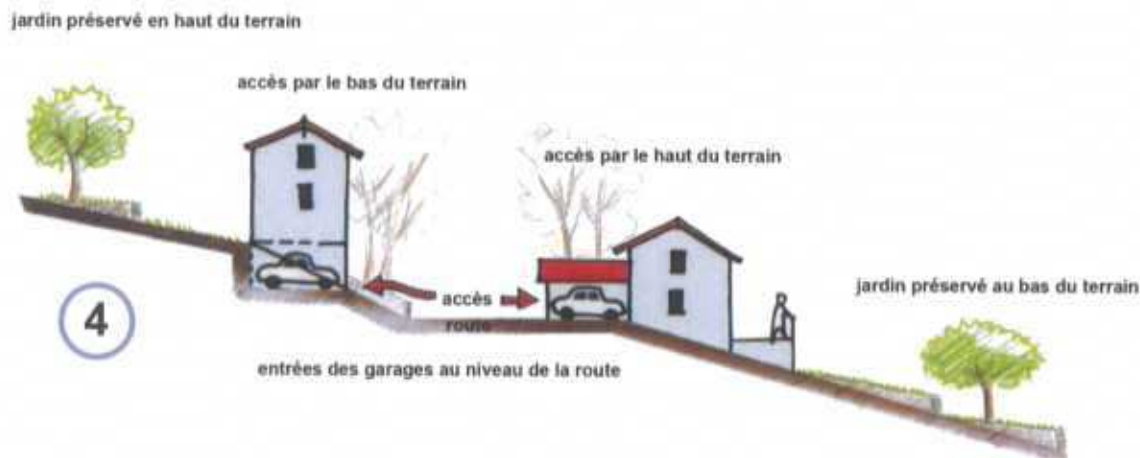 jardin préservé en haut du terrain
accès par le bas du terrain
accès par le haut du terrain
jardin préservé au bas du terrain
accès
route
4
entrées des garages au niveau de la route